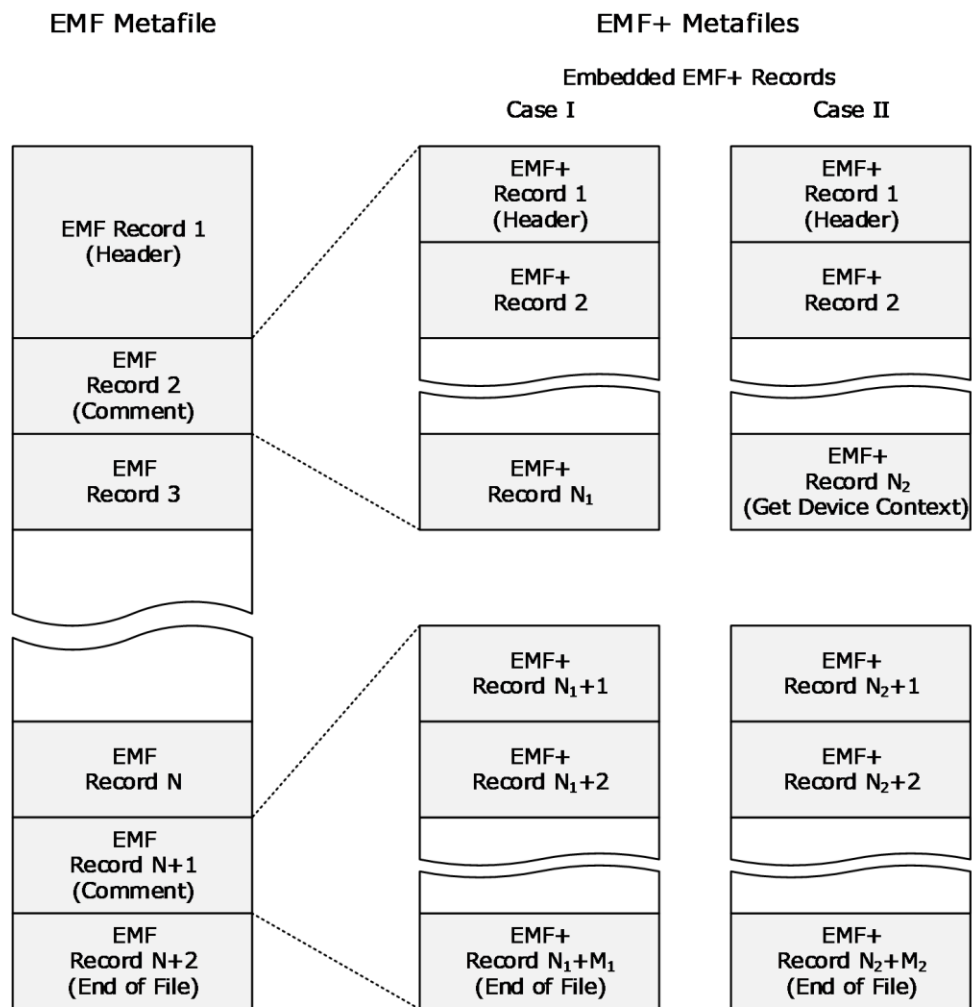 EMF Metafile
EMF+ Metafiles
Embedded EMF+ Records
Case I
Case II
EMF Record 1
(Header)
EMF
Record 2
(Comment)
EMF
Record 3
EMF
Record N
EMF
Record N+1
(Comment)
EMF
Record N+2
(End of File)
EMF+
Record 1
(Header)
EMF+
Record 2
EMF+
Record N₁
EMF+
Record N₁+1
EMF+
Record N₁+2
EMF+
Record N₁+M₁
(End of File)
EMF+
Record 1
(Header)
EMF+
Record 2
EMF+
Record N₂
(Get Device Context)
EMF+
Record N₂+1
EMF+
Record N₂+2
EMF+
Record N₂+M₂
(End of File)